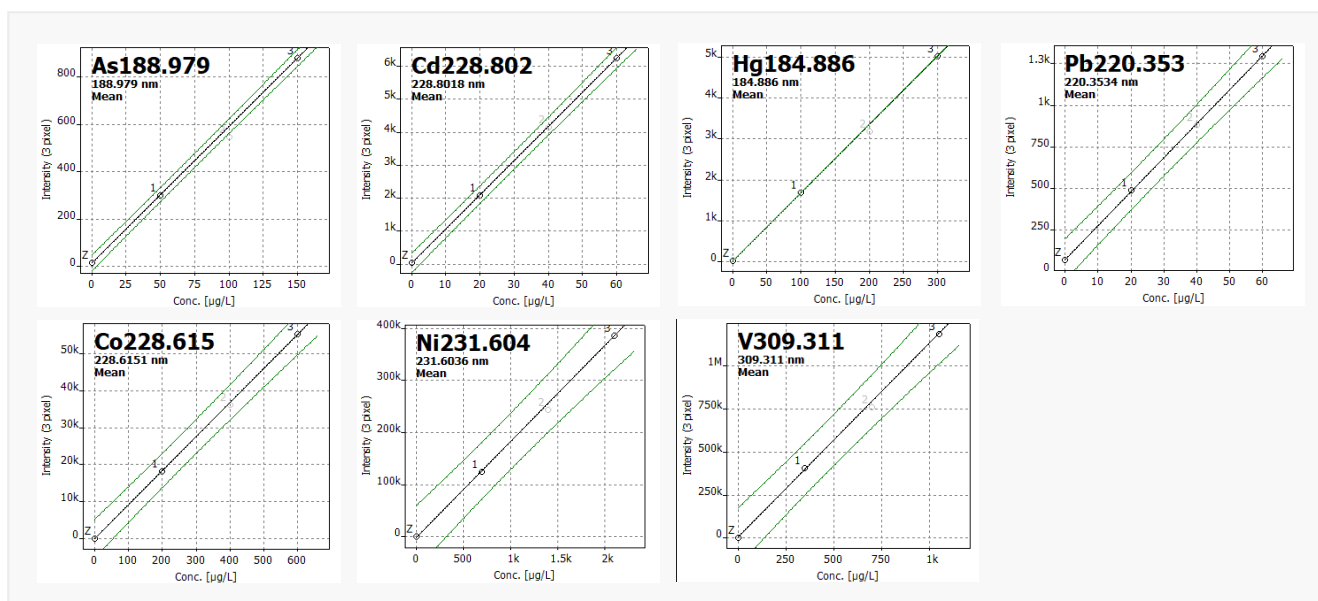 As188.979
188.979 nm
Mean
Intensity (3 pixel)
800
600
400
200
0
Z
1
2
3
0 25 50 75 100 125 150
Conc. [µg/L]
Cd228.802
228.8018 nm
Mean
Intensity (3 pixel)
6k
5k
4k
3k
2k
1k
0
Z
1
2
3
0 10 20 30 40 50 60
Conc. [µg/L]
Hg184.886
184.886 nm
Mean
Intensity (3 pixel)
5k
4k
3k
2k
1k
0
Z
1
2
3
0 50 100 150 200 250 300
Conc. [µg/L]
Pb220.353
220.3534 nm
Mean
Intensity (3 pixel)
1.3k
1k
750
500
250
0
Z
1
2
3
0 10 20 30 40 50 60
Conc. [µg/L]
Co228.615
228.6151 nm
Mean
Intensity (3 pixel)
50k
40k
30k
20k
10k
0
Z
1
2
3
0 100 200 300 400 500 600
Conc. [µg/L]
Ni231.604
231.6036 nm
Mean
Intensity (3 pixel)
400k
300k
200k
100k
0
Z
1
2
3
0 500 1k 1.5k 2k
Conc. [µg/L]
V309.311
309.311 nm
Mean
Intensity (3 pixel)
1M
750k
500k
250k
0
Z
1
2
3
0 250 500 750 1k
Conc. [µg/L]